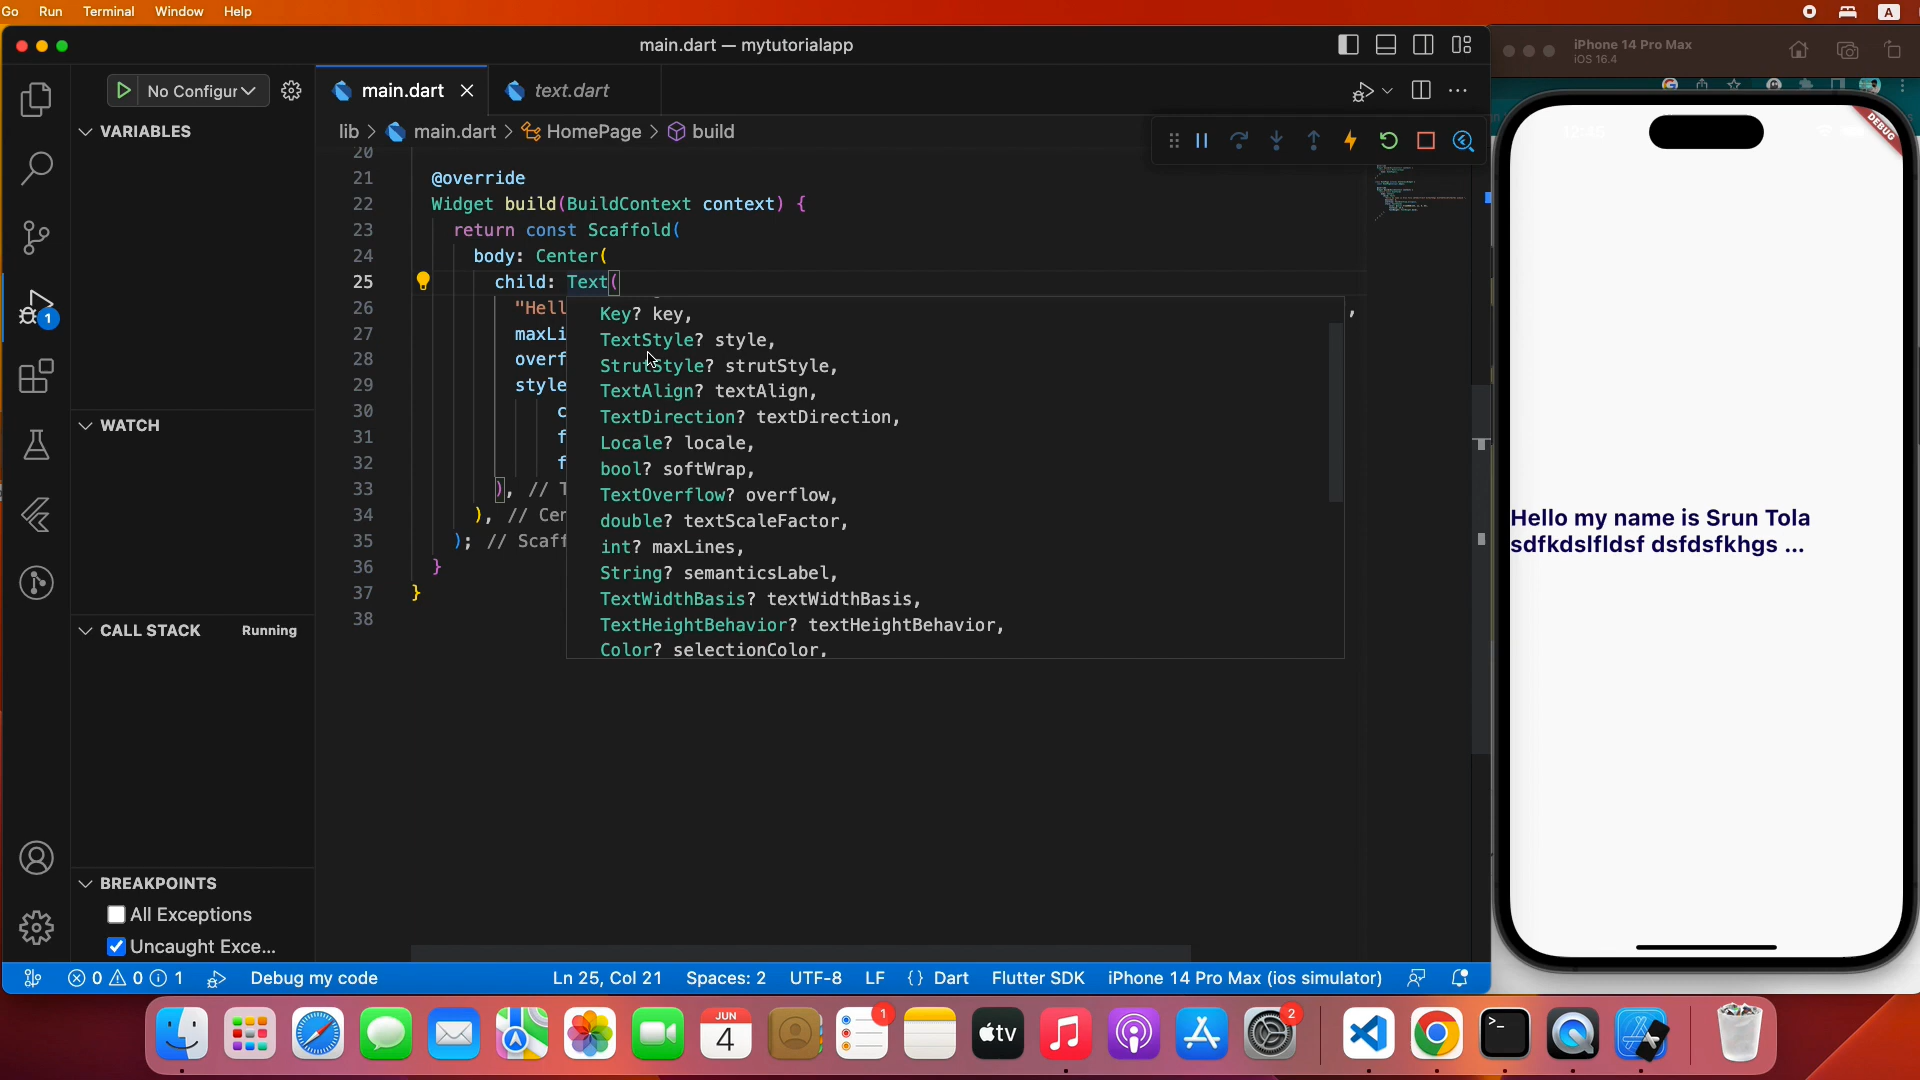 Go Run Terminal Window Help
A
main.dart — mytutorialapp
iPhone 14 Pro Max
iOS 16.4
No Configur
main.dart
text.dart
VARIABLES
lib > main.dart > HomePage > build
20
21 @override
22 Widget build(BuildContext context) {
23 return const Scaffold(
24 body: Center(
25 child: Text(
26 "Hell ,
27 maxLi
28 overf
29 style
30 c
31 f
32 f
33 ), // T
34 ), // Cen
35 ); // Scaff
36 }
37 }
38
Key? key,
TextStyle? style,
StrutStyle? strutStyle,
TextAlign? textAlign,
TextDirection? textDirection,
Locale? locale,
bool? softWrap,
TextOverflow? overflow,
double? textScaleFactor,
int? maxLines,
String? semanticsLabel,
TextWidthBasis? textWidthBasis,
TextHeightBehavior? textHeightBehavior,
Color? selectionColor,
DEBUG
Hello my name is Srun Tola
sdfkdslfldsf dsfdsfkhgs ...
1
WATCH
CALL STACK Running
BREAKPOINTS
All Exceptions
Uncaught Exce...
0 0 1 Debug my code
Ln 25, Col 21 Spaces: 2 UTF-8 LF {} Dart Flutter SDK iPhone 14 Pro Max (ios simulator)
JUN
4
1
tv
2